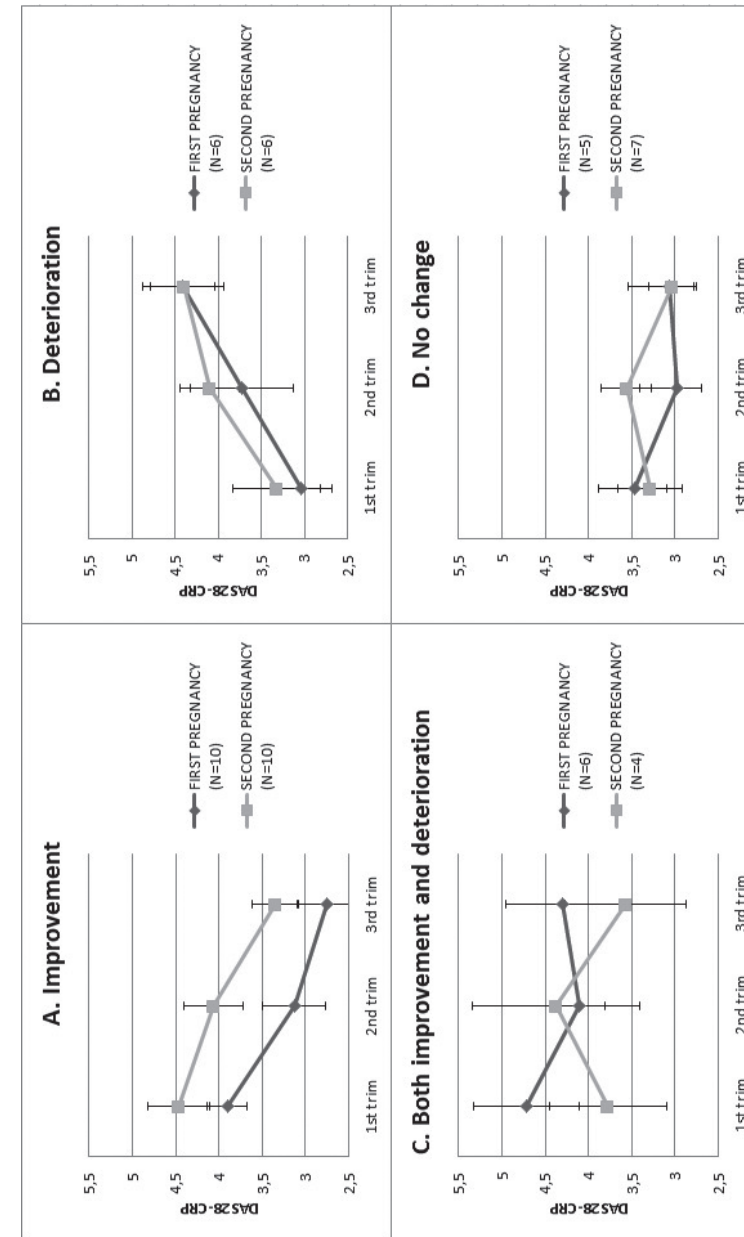 A. Improvement
DAS28-CRP
5,5
5
4,5
4
3,5
3
2,5
1st trim
2nd trim
3rd trim
FIRST PREGNANCY
(N=10)
SECOND PREGNANCY
(N=10)
B. Deterioration
DAS28-CRP
5,5
5
4,5
4
3,5
3
2,5
1st trim
2nd trim
3rd trim
FIRST PREGNANCY
(N=6)
SECOND PREGNANCY
(N=6)
C. Both improvement and deterioration
DAS28-CRP
5,5
5
4,5
4
3,5
3
2,5
1st trim
2nd trim
3rd trim
FIRST PREGNANCY
(N=6)
SECOND PREGNANCY
(N=4)
D. No change
DAS28-CRP
5,5
5
4,5
4
3,5
3
2,5
1st trim
2nd trim
3rd trim
FIRST PREGNANCY
(N=5)
SECOND PREGNANCY
(N=7)